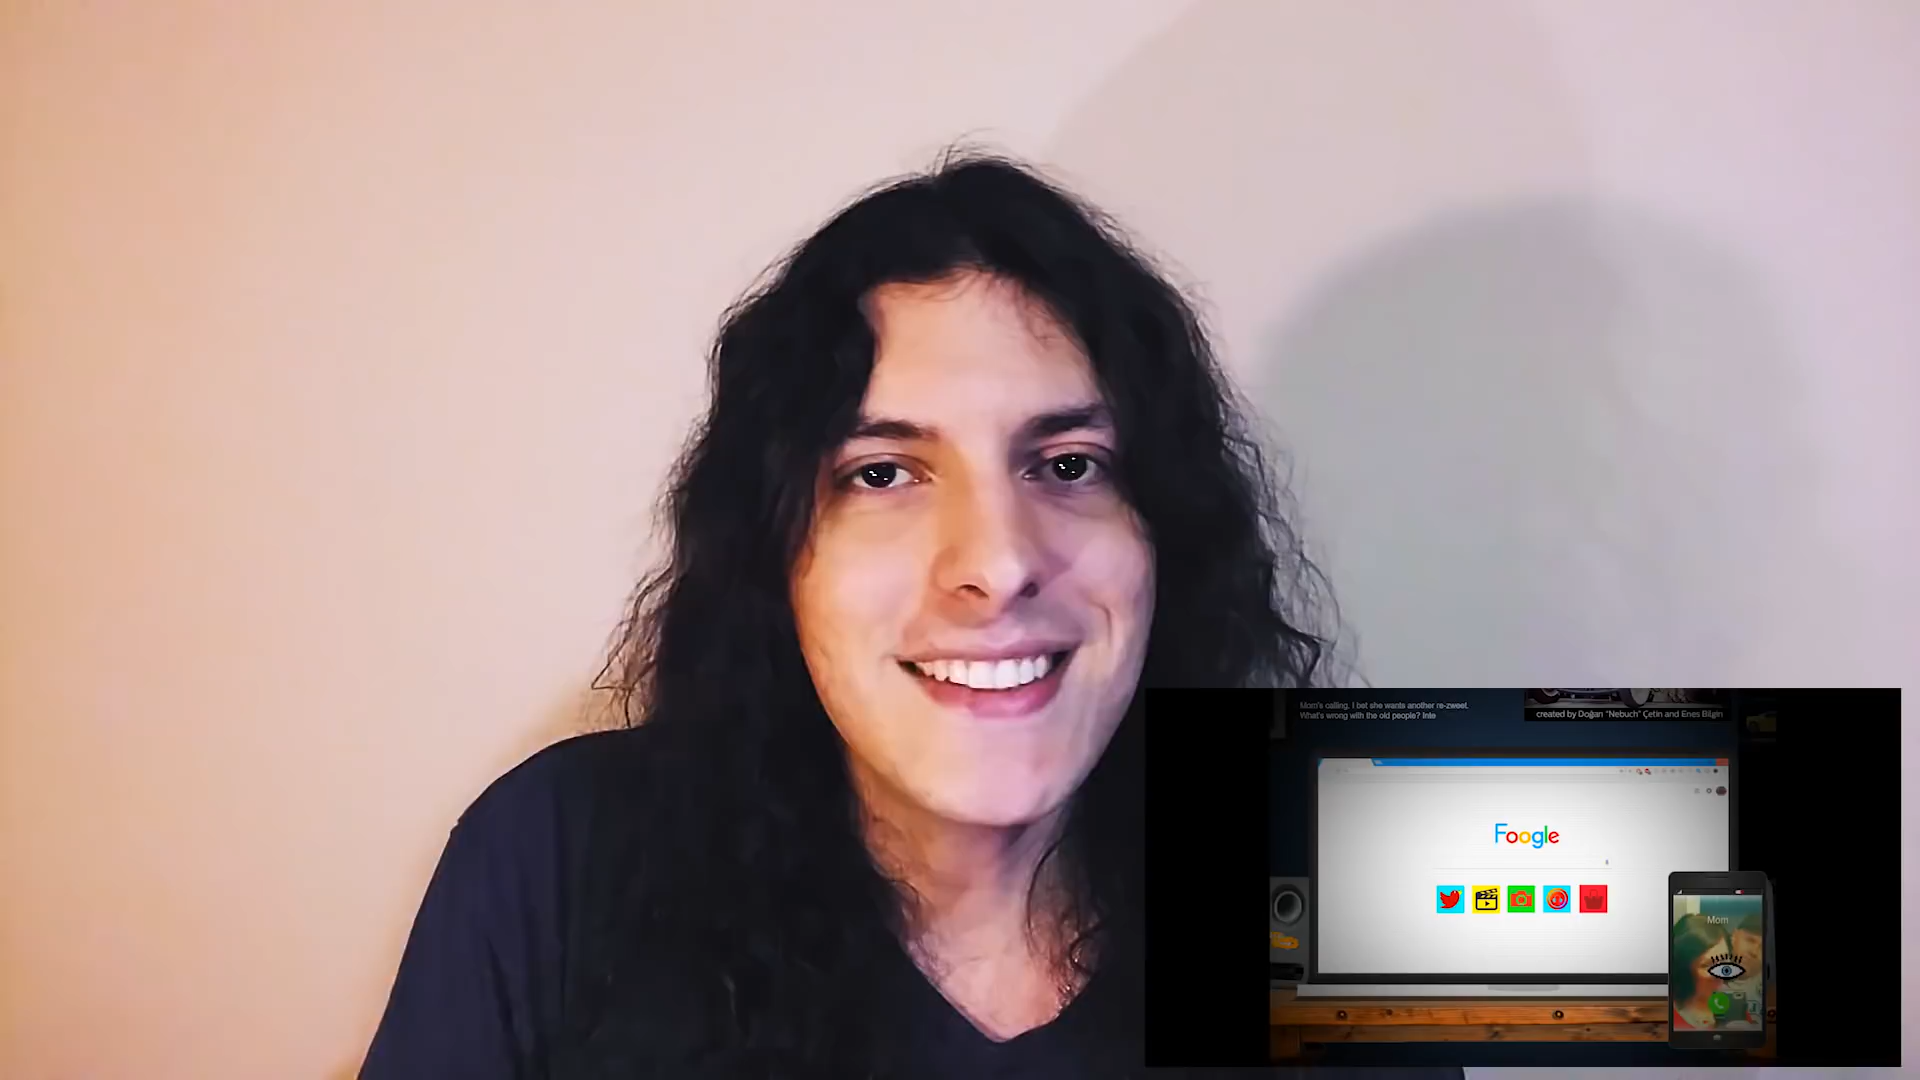 Mom's calling. I bet she wants another re-zweet.
What's wrong with the old people? Inte
created by Doğan "Nebuch" Çetin and Enes Bilgin
Foogle
Mom